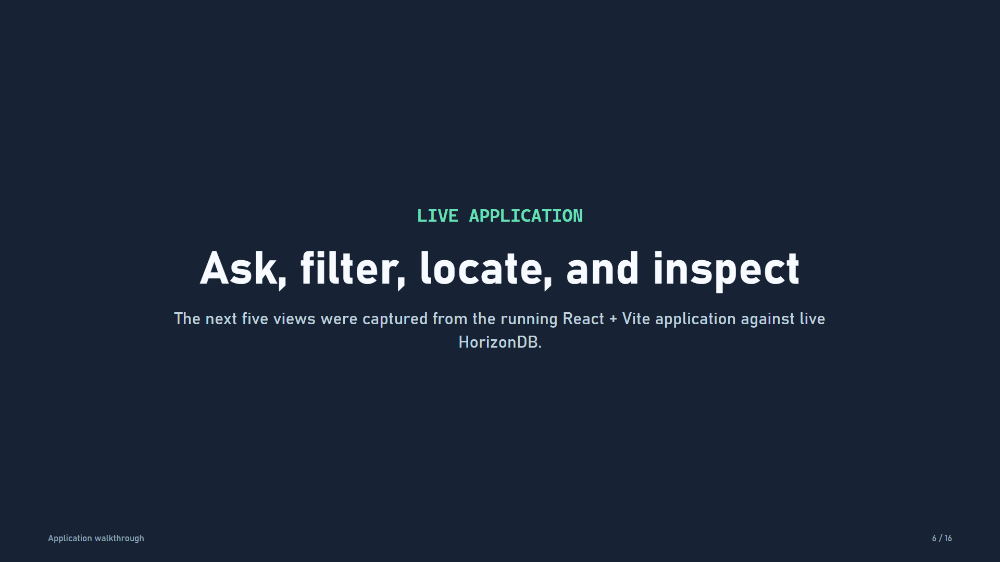 LIVE APPLICATION
Ask, filter, locate, and inspect
The next five views were captured from the running React + Vite application against live
HorizonDB.
Application walkthrough
6 / 16